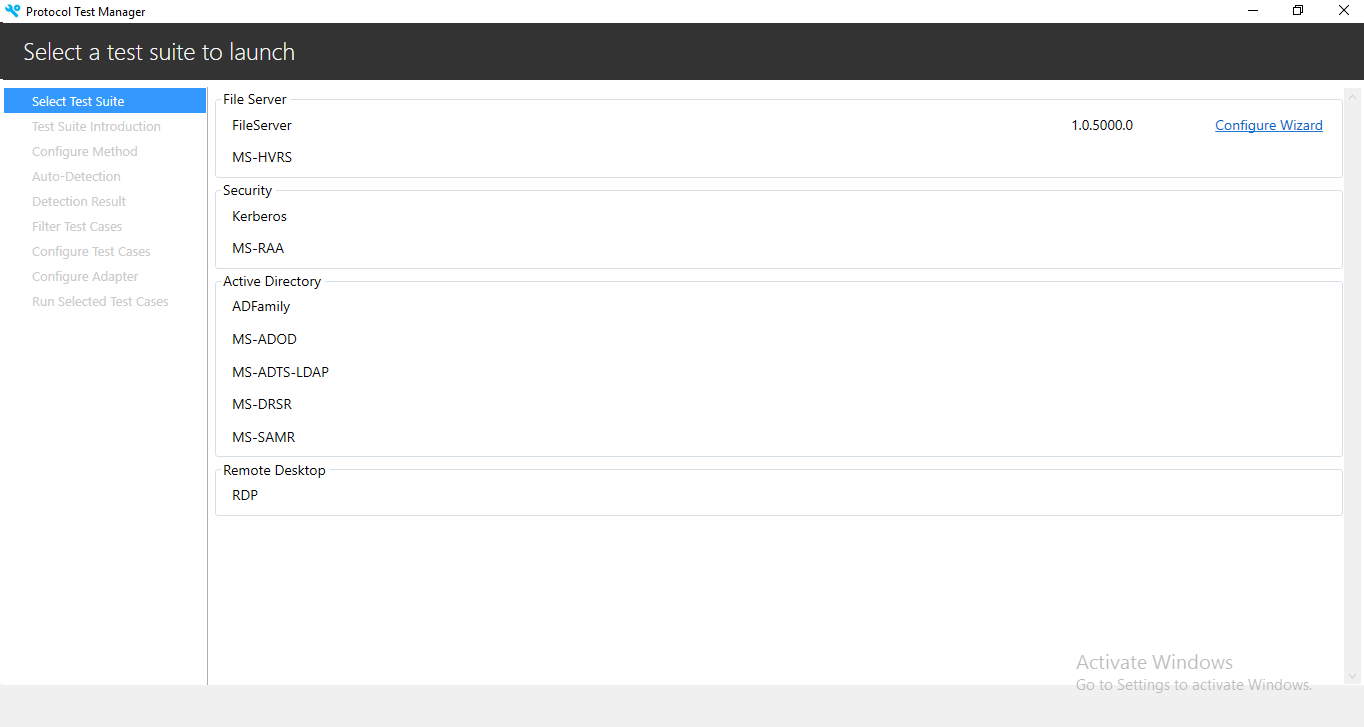 Protocol Test Manager
Select a test suite to launch
Select Test Suite
Test Suite Introduction
Configure Method
Auto-Detection
Detection Result
Filter Test Cases
Configure Test Cases
Configure Adapter
Run Selected Test Cases
File Server
FileServer 1.0.5000.0 Configure Wizard
MS-HVRS
Security
Kerberos
MS-RAA
Active Directory
ADFamily
MS-ADOD
MS-ADTS-LDAP
MS-DRSR
MS-SAMR
Remote Desktop
RDP
Activate Windows
Go to Settings to activate Windows.